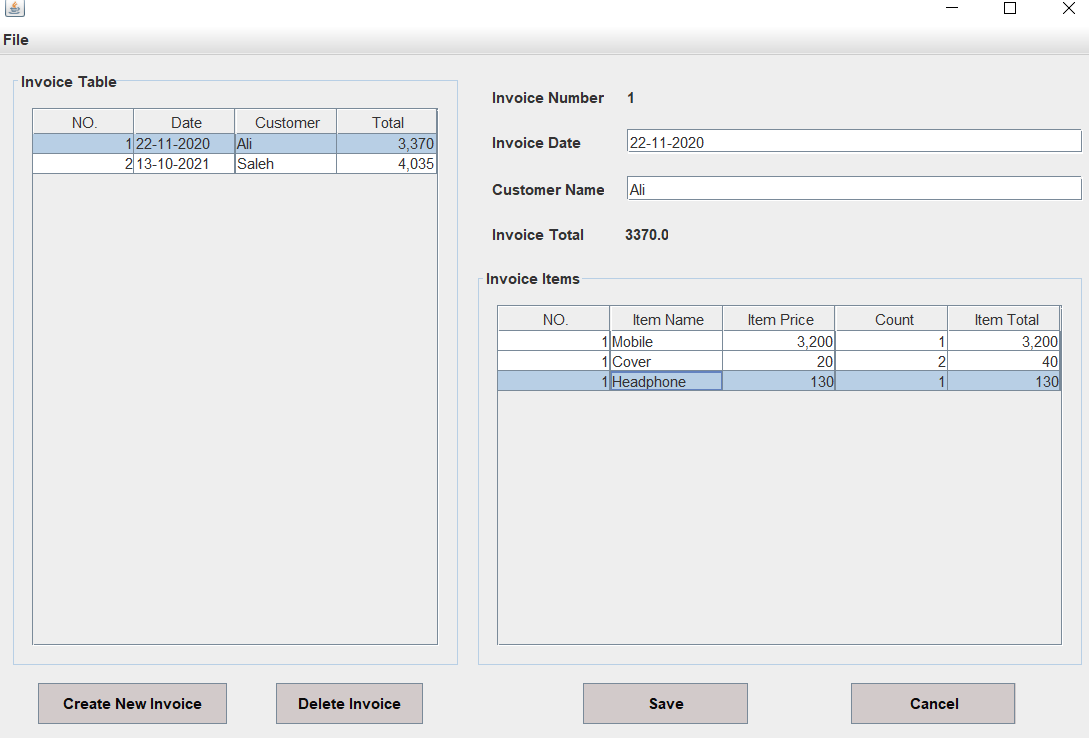 File
Invoice Table
NO. Date Customer Total
1 22-11-2020 Ali 3,370
2 13-10-2021 Saleh 4,035
Invoice Number 1
Invoice Date 22-11-2020
Customer Name Ali
Invoice Total 3370.0
Invoice Items
NO. Item Name Item Price Count Item Total
1 Mobile 3,200 1 3,200
1 Cover 20 2 40
1 Headphone 130 1 130
Create New Invoice Delete Invoice Save Cancel